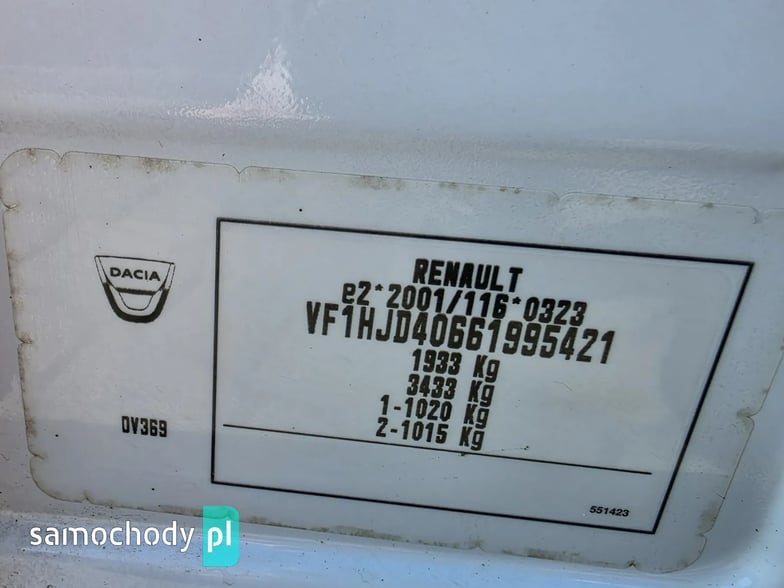 DACIA
RENAULT
e2*2001/116*0323
VF1HJD40661995421
1933 Kg
3433 Kg
1-1020 Kg
2-1015 Kg
OV369
551423
samochody pl